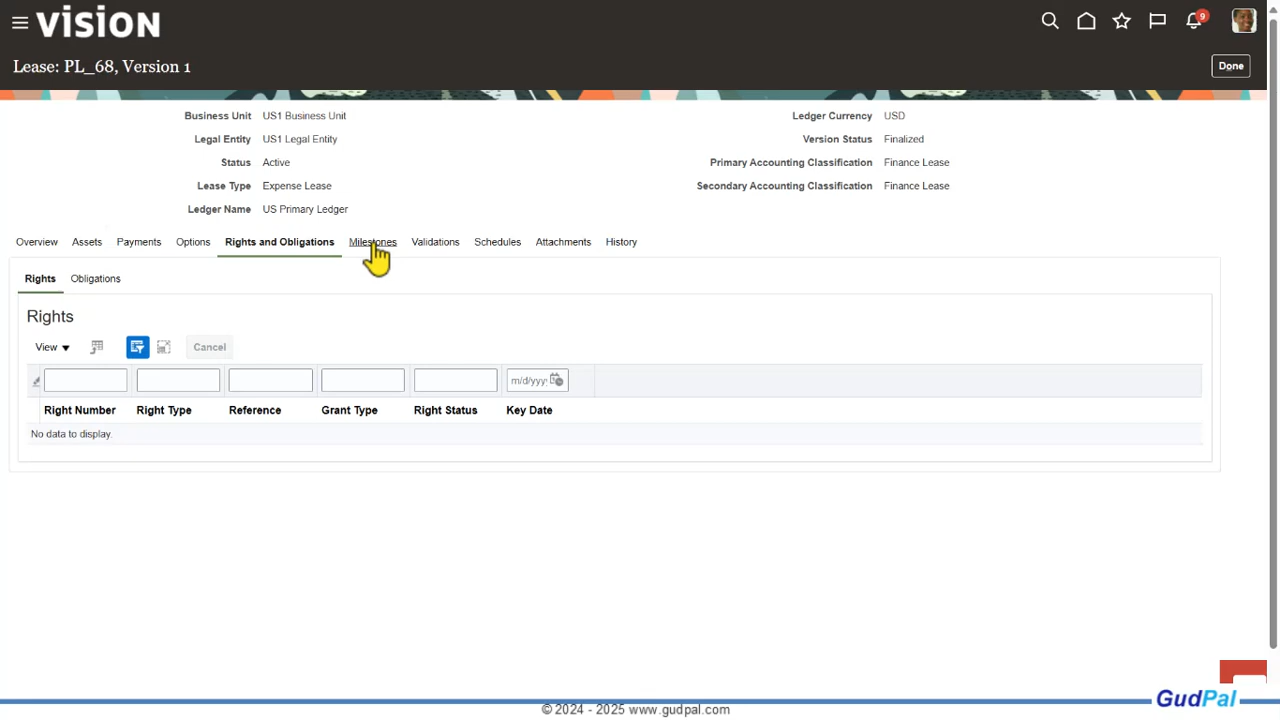 VISION
9
Lease: PL_68, Version 1
Done
Business Unit US1 Business Unit
Ledger Currency USD
Legal Entity US1 Legal Entity
Version Status Finalized
Status Active
Primary Accounting Classification Finance Lease
Lease Type Expense Lease
Secondary Accounting Classification Finance Lease
Ledger Name US Primary Ledger
Overview Assets Payments Options Rights and Obligations Milestones Validations Schedules Attachments History
Rights Obligations
Rights
View Cancel
m/d/yyy
Right Number Right Type Reference Grant Type Right Status Key Date
No data to display.
GudPal
© 2024 - 2025 www.gudpal.com